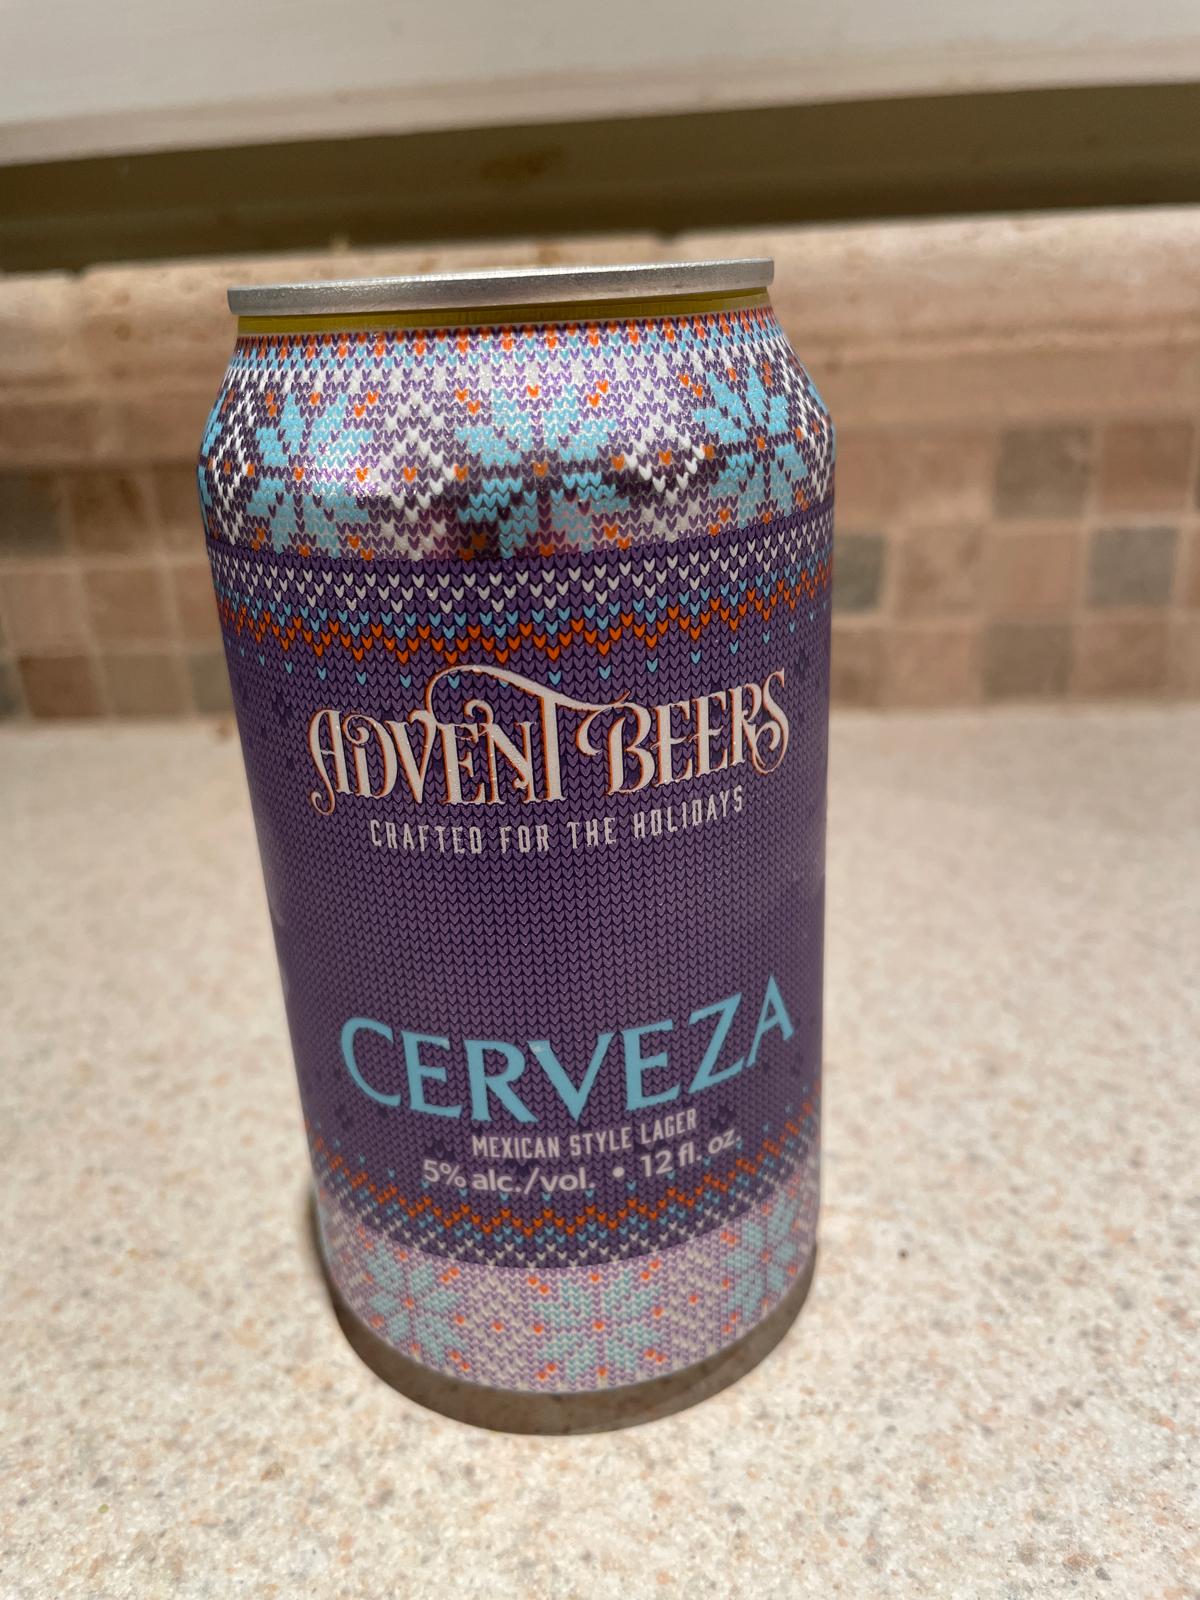 ADVENT BEERS
CRAFTED FOR THE HOLIDAYS
CERVEZA
MEXICAN STYLE LAGER
5% alc./vol. • 12 fl. oz.